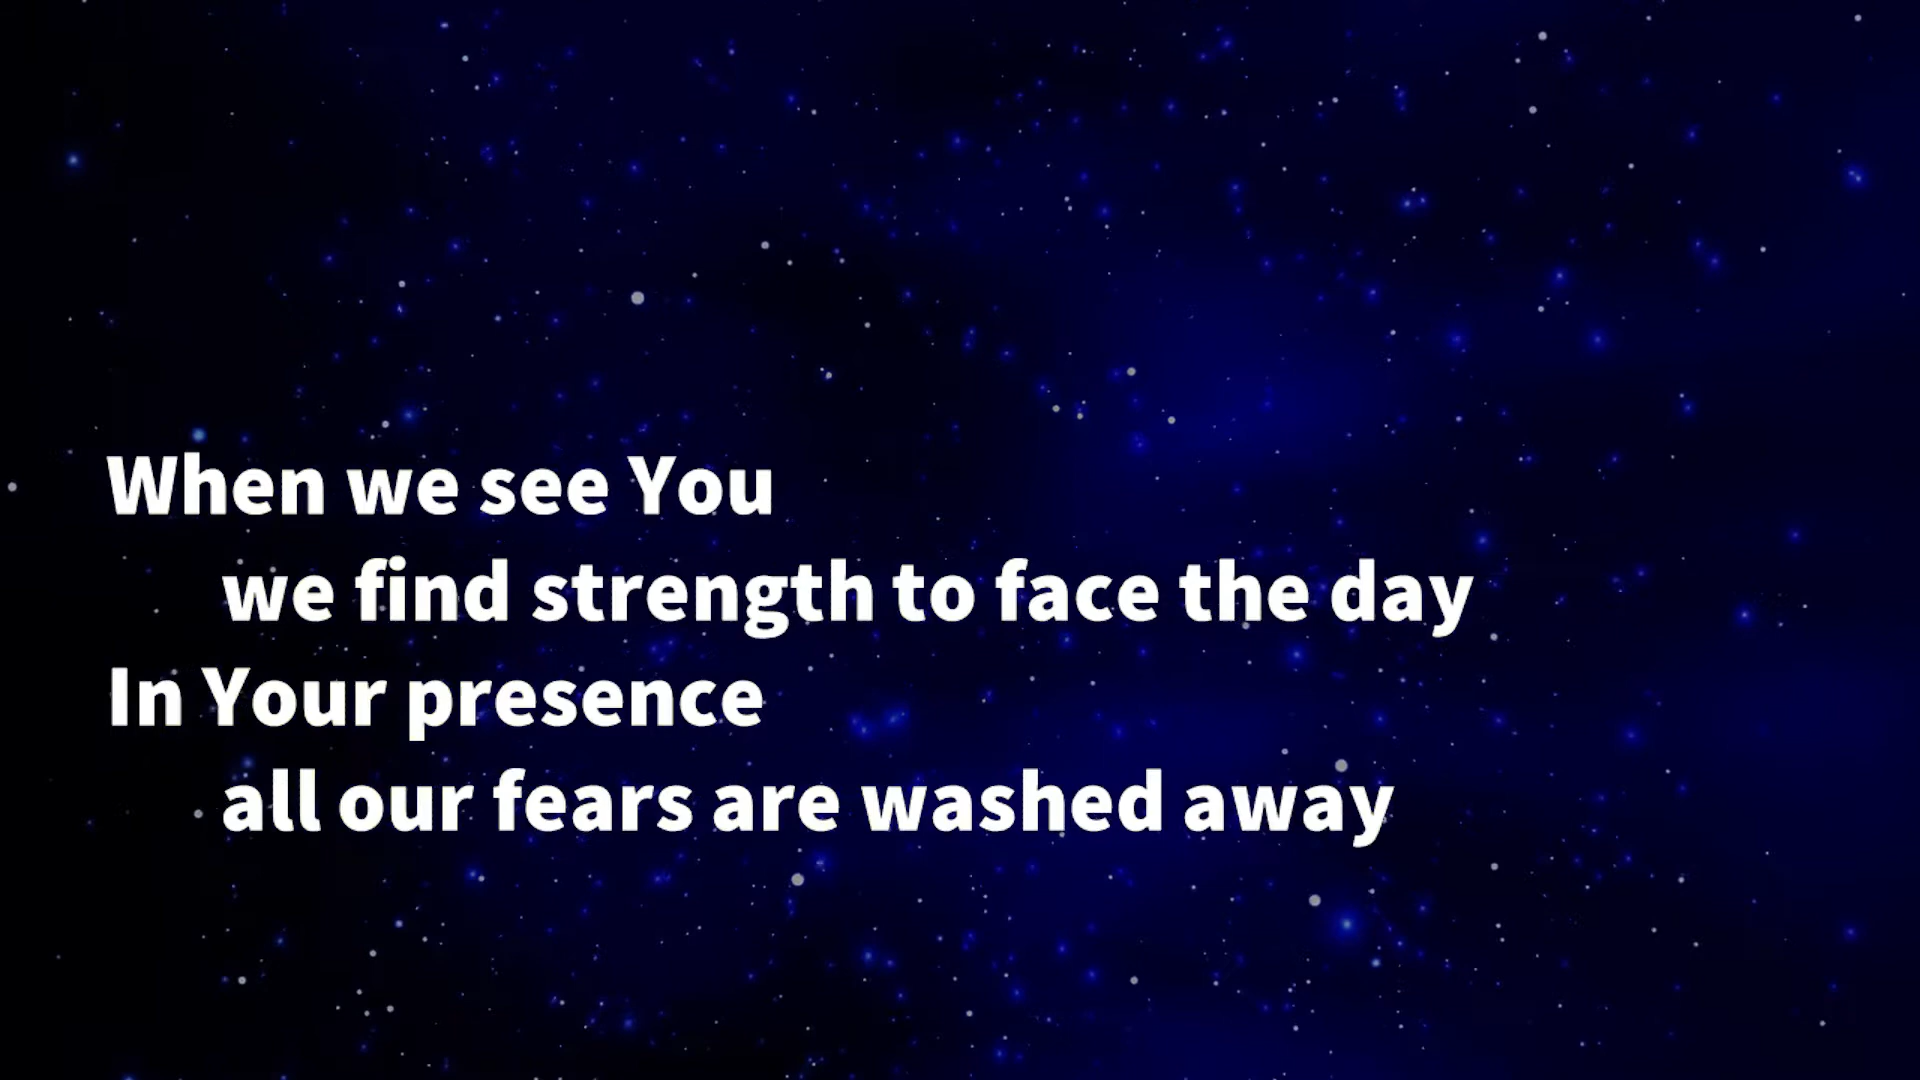 When we see You
we find strength to face the day
In Your presence
all our fears are washed away